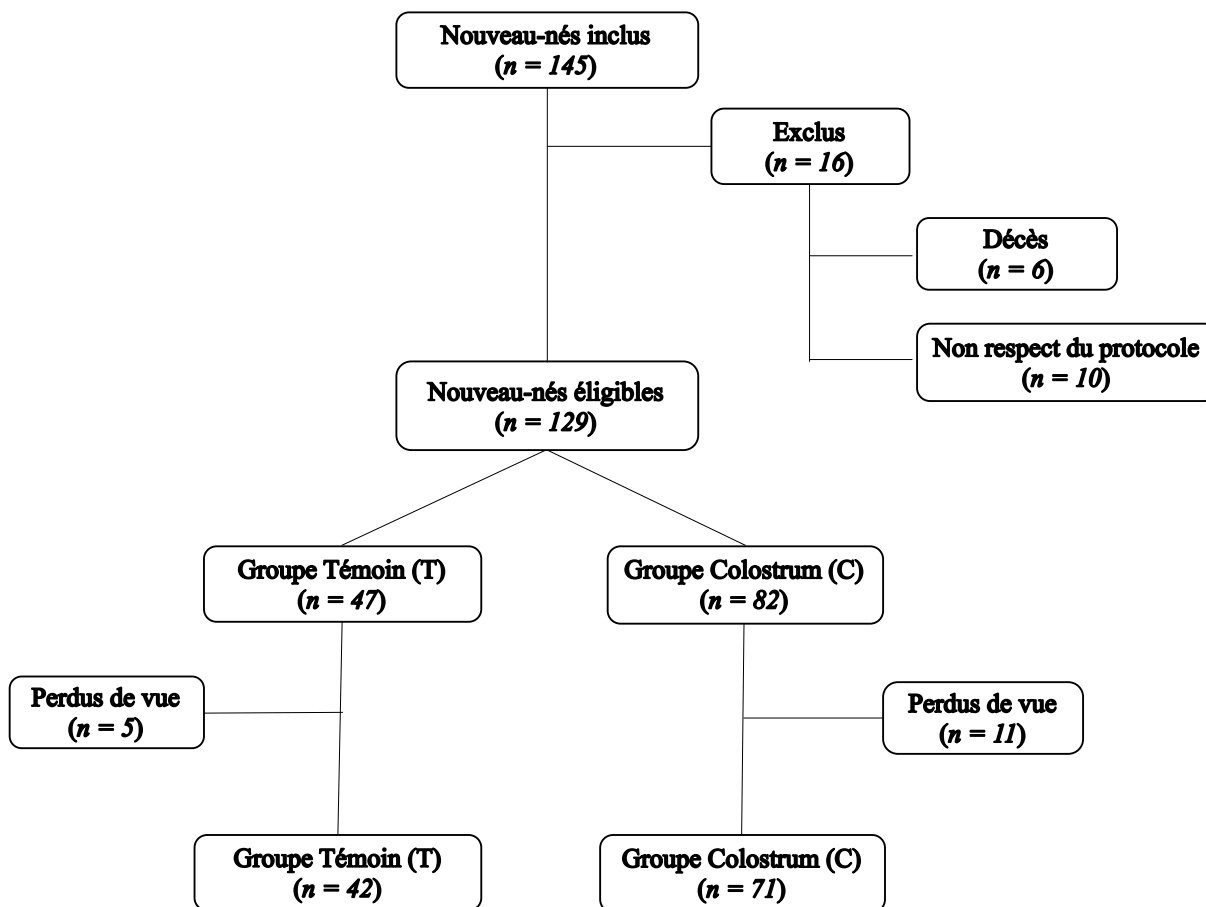 Nouveau-nés inclus
(n = 145)
Exclus
(n = 16)
Décès
(n = 6)
Non respect du protocole
(n = 10)
Nouveau-nés éligibles
(n = 129)
Groupe Témoin (T)
(n = 47)
Groupe Colostrum (C)
(n = 82)
Perdus de vue
(n = 5)
Perdus de vue
(n = 11)
Groupe Témoin (T)
(n = 42)
Groupe Colostrum (C)
(n = 71)